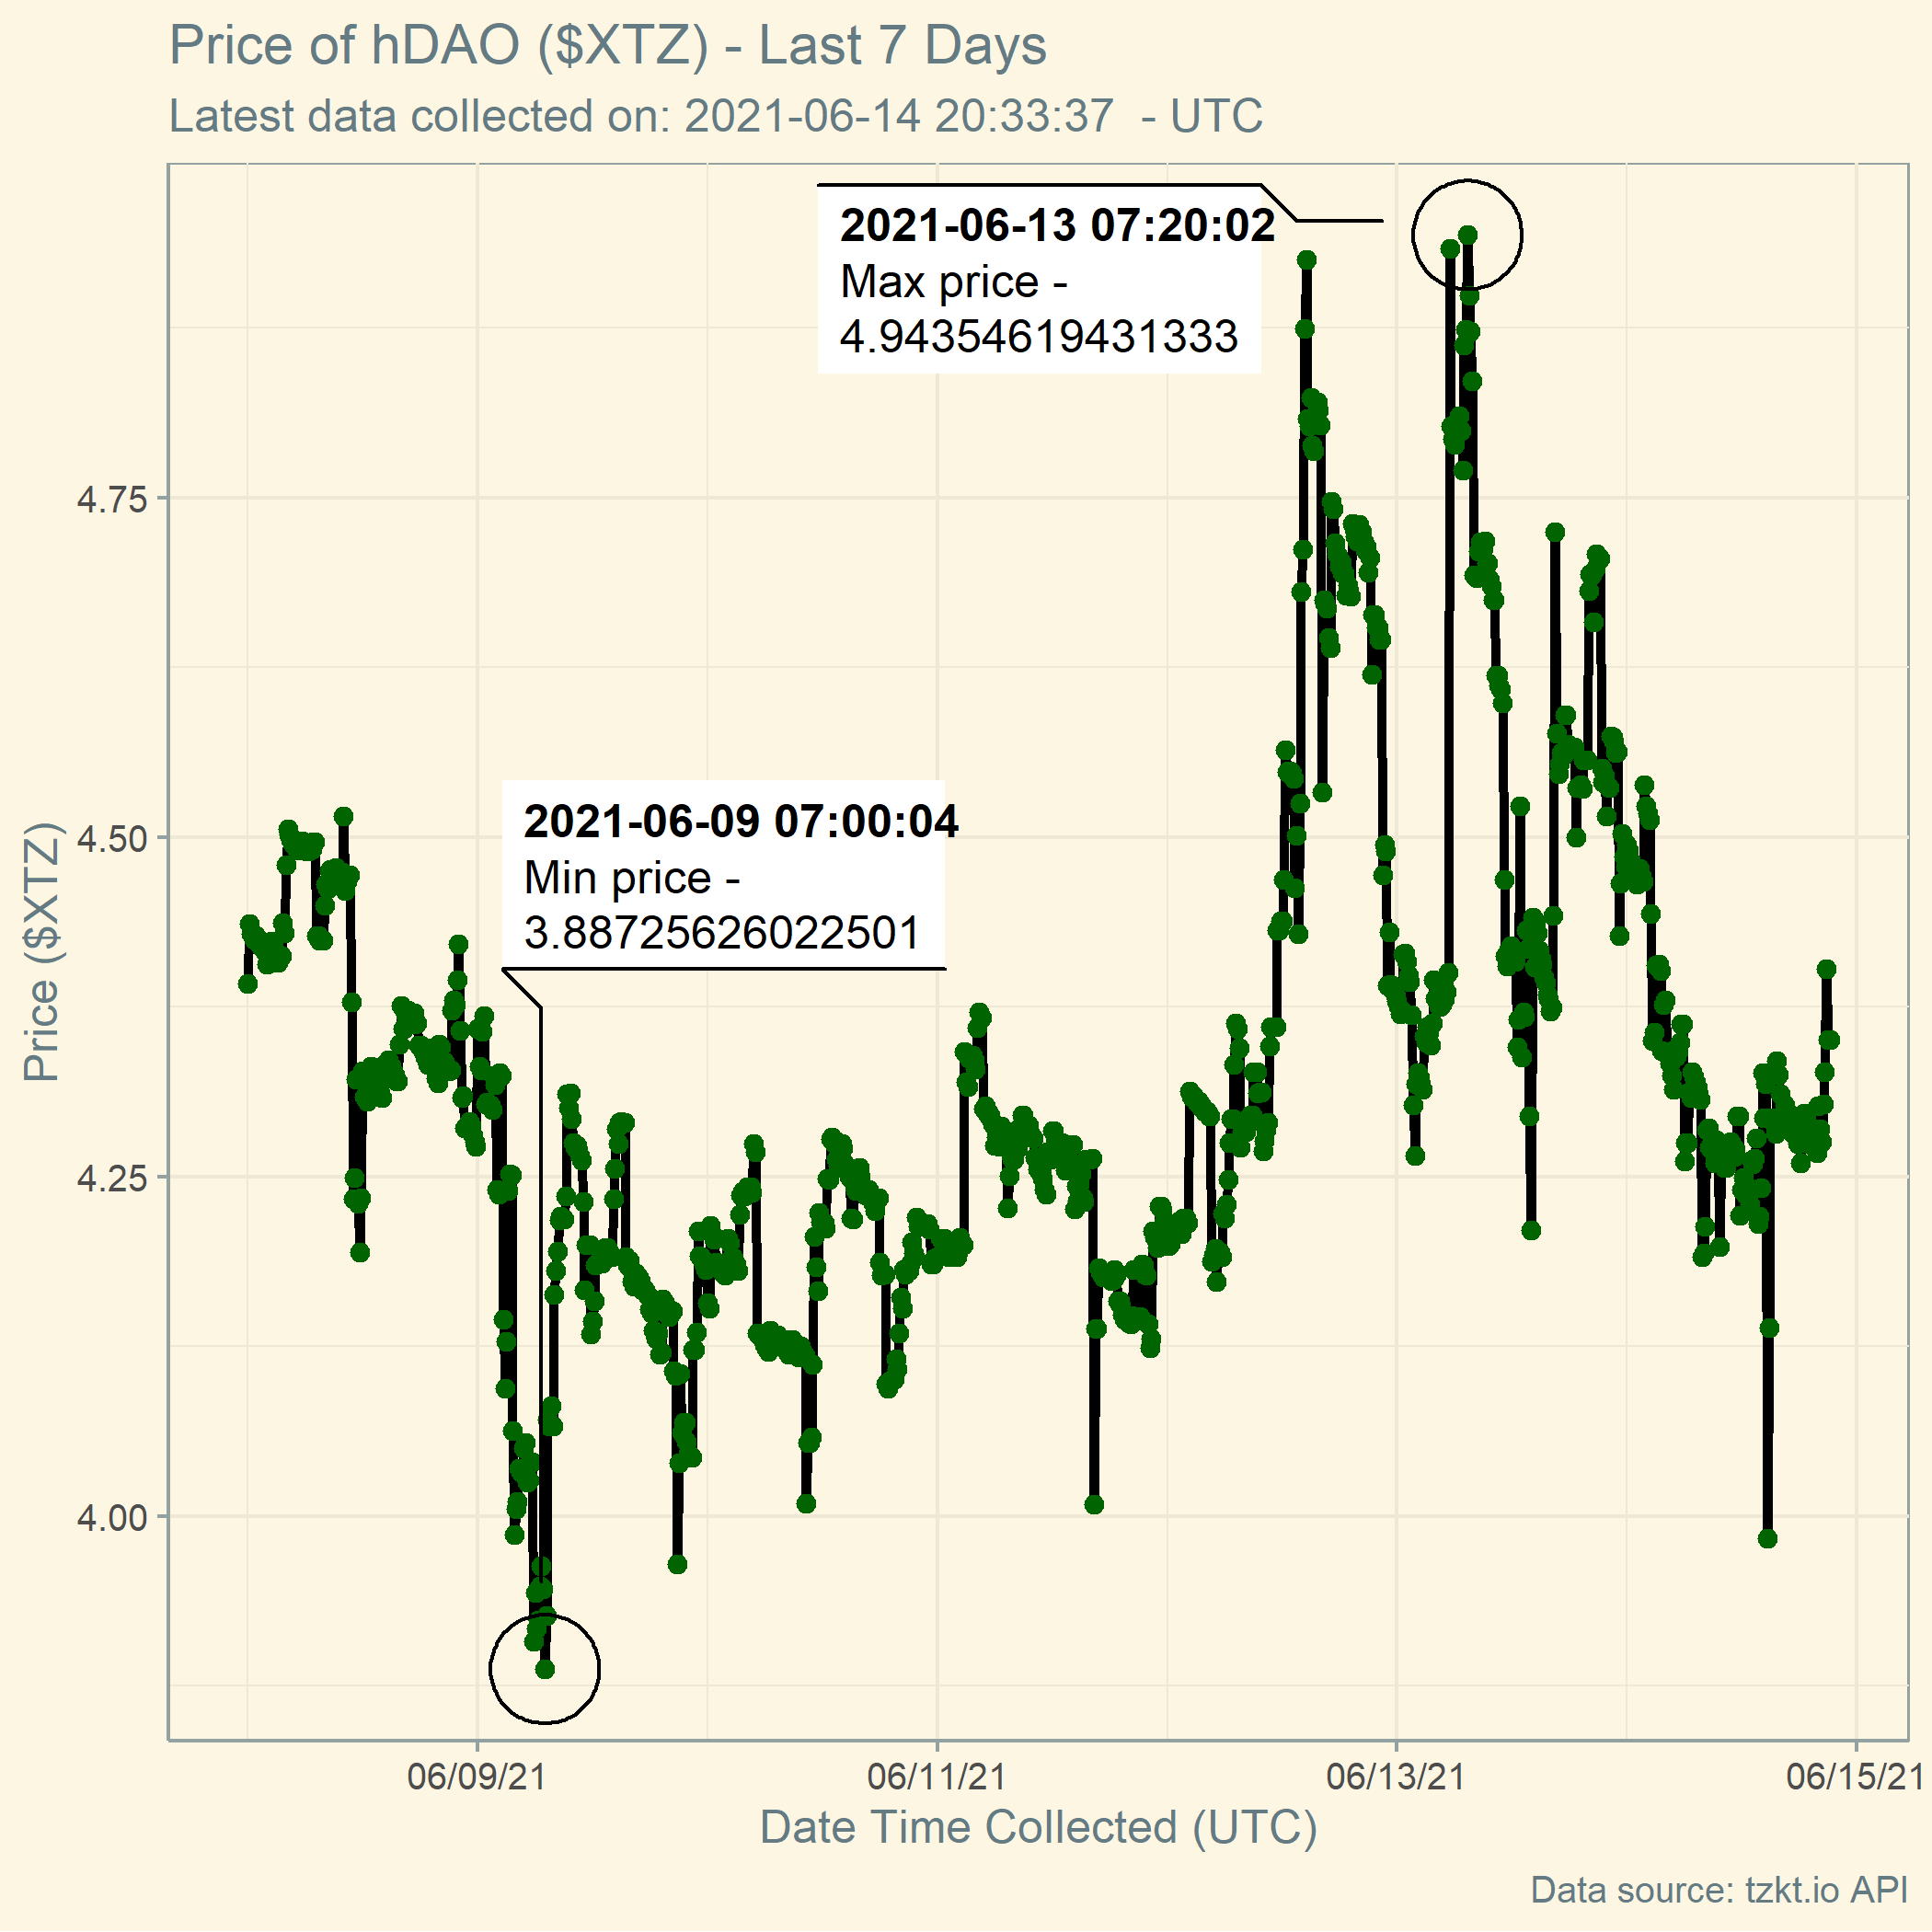 Price of hDAO ($XTZ) - Last 7 Days
Latest data collected on: 2021-06-14 20:33:37  - UTC
2021-06-13 07:20:02
Max price -
4.94354619431333
2021-06-09 07:00:04
Min price -
3.88725626022501
Price ($XTZ)
4.75
4.50
4.25
4.00
06/09/21
06/11/21
06/13/21
06/15/21
Date Time Collected (UTC)
Data source: tzkt.io API